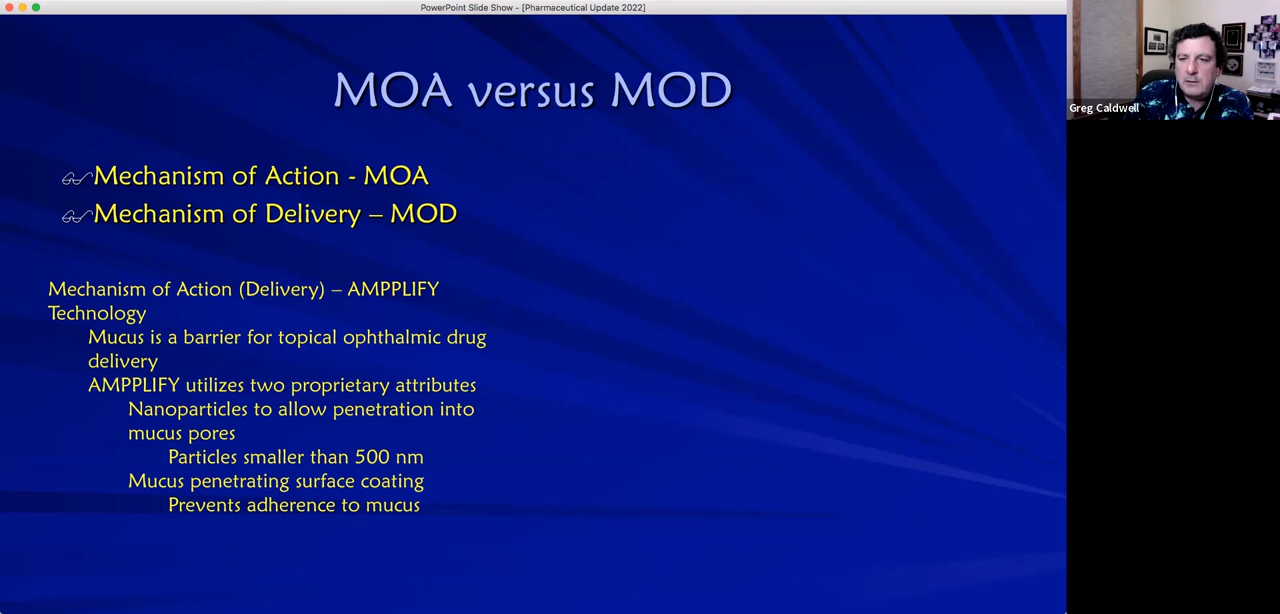 PowerPoint Slide Show - [Pharmaceutical Update 2022]
MOA versus MOD
Mechanism of Action - MOA
Mechanism of Delivery – MOD
Mechanism of Action (Delivery) – AMPPLIFY
Technology
Mucus is a barrier for topical ophthalmic drug
delivery
AMPPLIFY utilizes two proprietary attributes
Nanoparticles to allow penetration into
mucus pores
Particles smaller than 500 nm
Mucus penetrating surface coating
Prevents adherence to mucus
Greg Caldwell